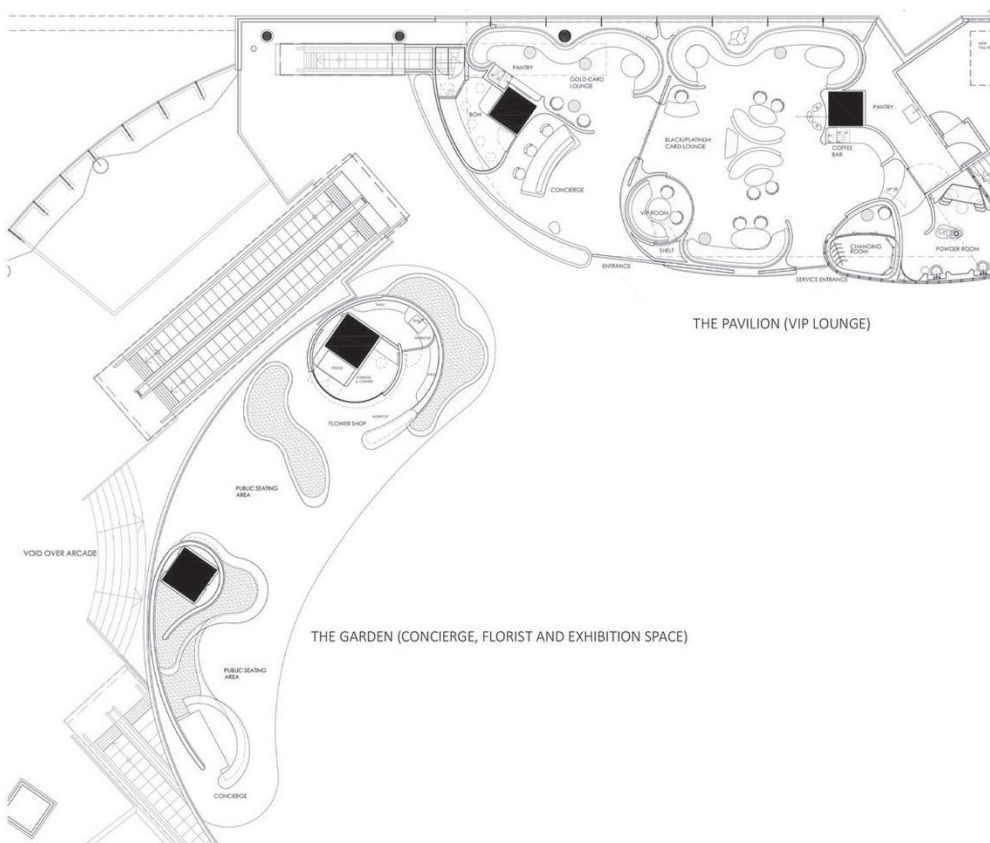 PANTRY
GOLD CARD
LOUNGE
BOH
CONCIERGE
BLACK/PLATINUM
CARD LOUNGE
PANTRY
COFFEE
BAR
VIP ROOM
SHELF
CHANGING
ROOM
POWDER ROOM
ENTRANCE
SERVICE ENTRANCE
THE PAVILION (VIP LOUNGE)
FLOWER SHOP
WORKTOP
PUBLIC SEATING
AREA
VOID OVER ARCADE
THE GARDEN (CONCIERGE, FLORIST AND EXHIBITION SPACE)
PUBLIC SEATING
AREA
CONCIERGE